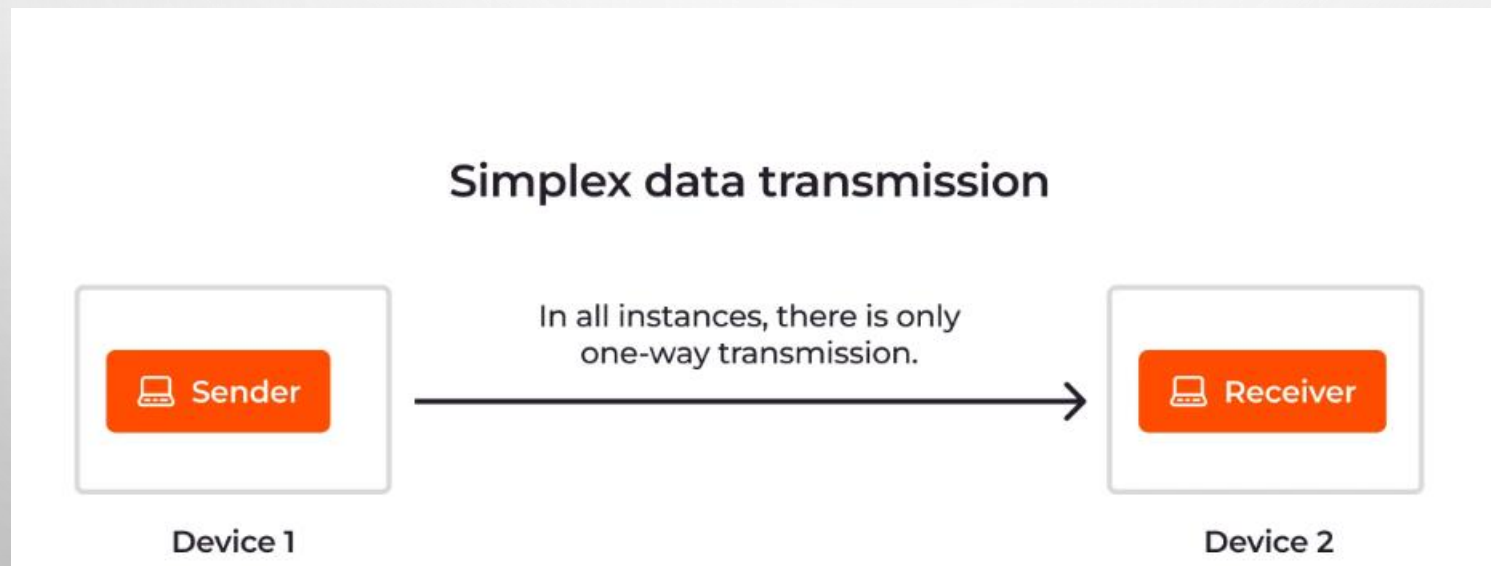 Simplex data transmission
In all instances, there is only
one-way transmission.
Sender
Receiver
Device 1
Device 2